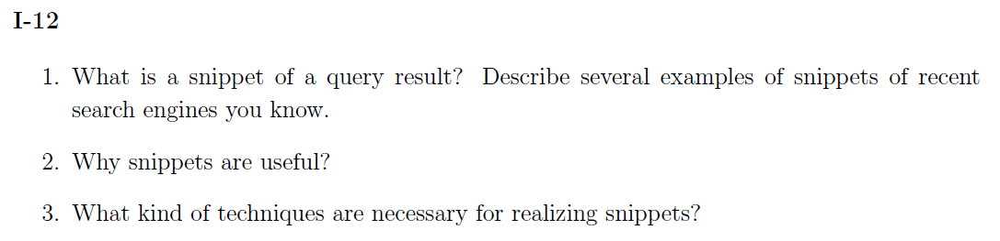 I-12
1. What is a snippet of a query result? Describe several examples of snippets of recent
search engines you know.
2. Why snippets are useful?
3. What kind of techniques are necessary for realizing snippets?